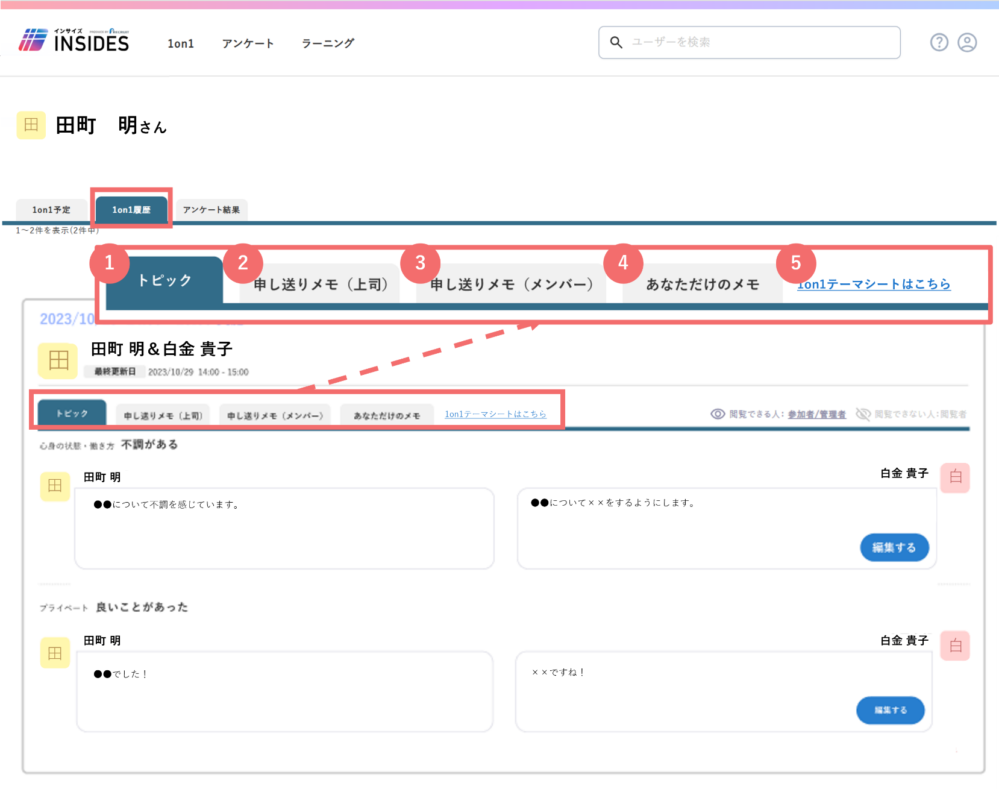 インサイズ PRODUCE BY RECRUIT
INSIDES
1on1 アンケート ラーニング
ユーザーを検索
?
田 田町 明さん
1on1予定 1on1履歴 アンケート結果
1～2件を表示(2件中)
1 2 3 4 5
トピック 申し送りメモ（上司） 申し送りメモ（メンバー） あなただけのメモ 1on1テーマシートはこちら
2023/10
田 田町 明＆白金 貴子
最終更新日 2023/10/29 14:00 - 15:00
トピック 申し送りメモ（上司） 申し送りメモ（メンバー） あなただけのメモ 1on1テーマシートはこちら 閲覧できる人: 参加者/管理者 閲覧できない人:閲覧者
心身の状態・働き方 不調がある
田 田町 明 白金 貴子 白
●●について不調を感じています。 ●●について××をするようにします。
編集する
プライベート 良いことがあった
田 田町 明 白金 貴子 白
●●でした！ ××ですね！
編集する